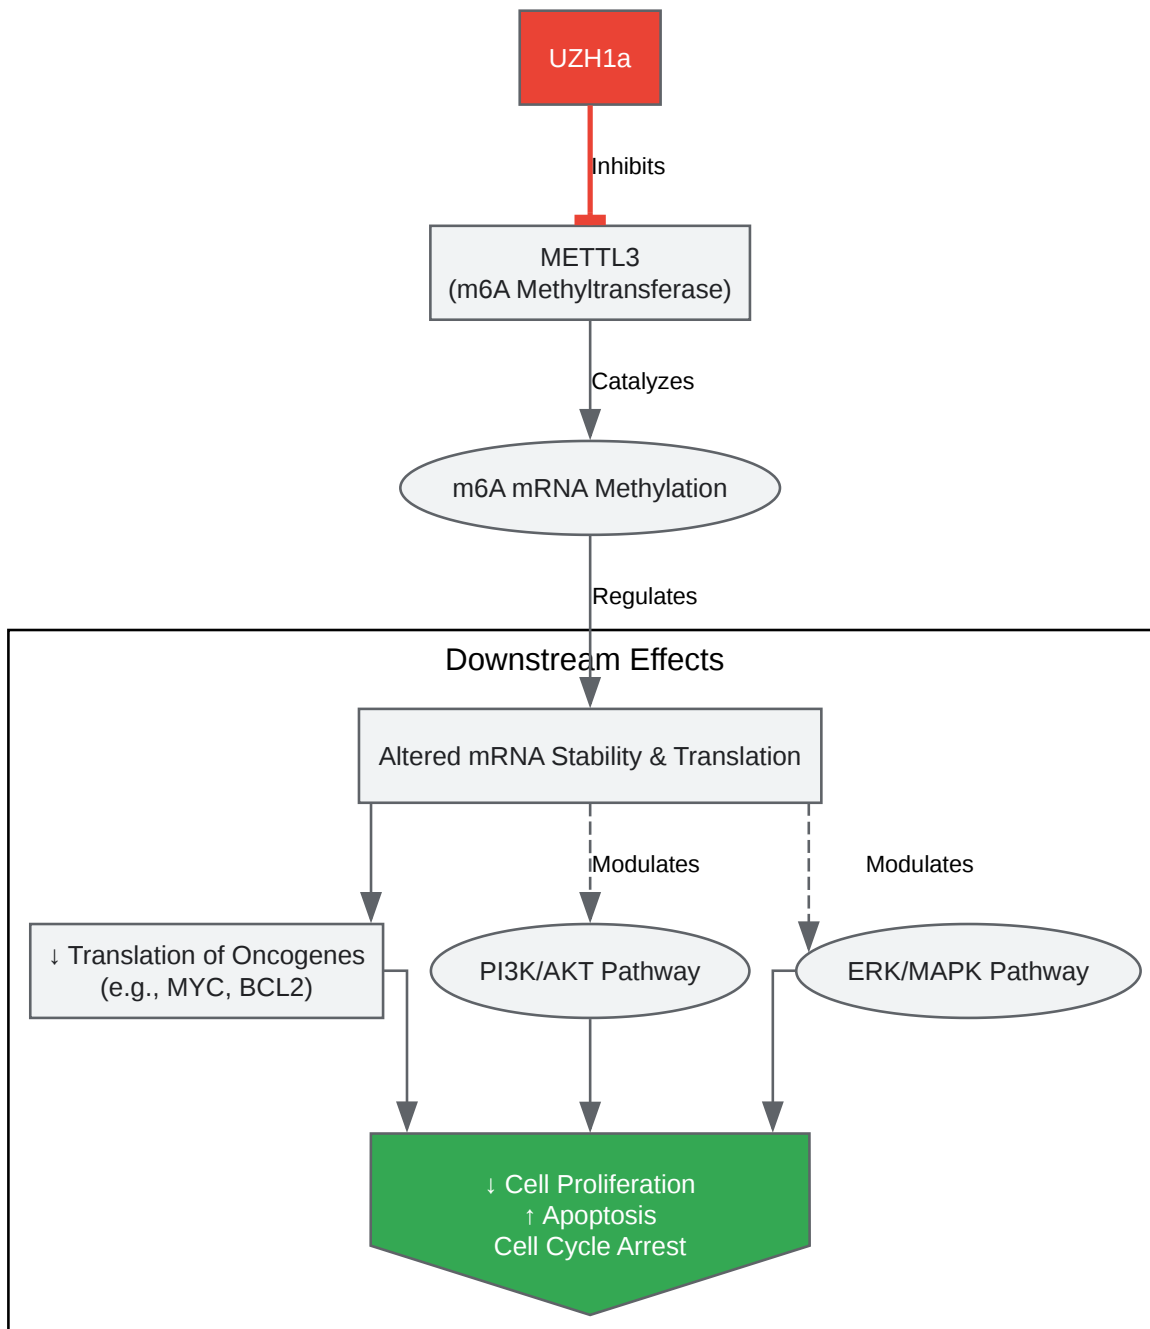 UZH1a
Inhibits
METTL3
(m6A Methyltransferase)
Catalyzes
m6A mRNA Methylation
Regulates
Downstream Effects
Altered mRNA Stability & Translation
Modulates
Modulates
↓ Translation of Oncogenes
(e.g., MYC, BCL2)
PI3K/AKT Pathway
ERK/MAPK Pathway
↓ Cell Proliferation
↑ Apoptosis
Cell Cycle Arrest